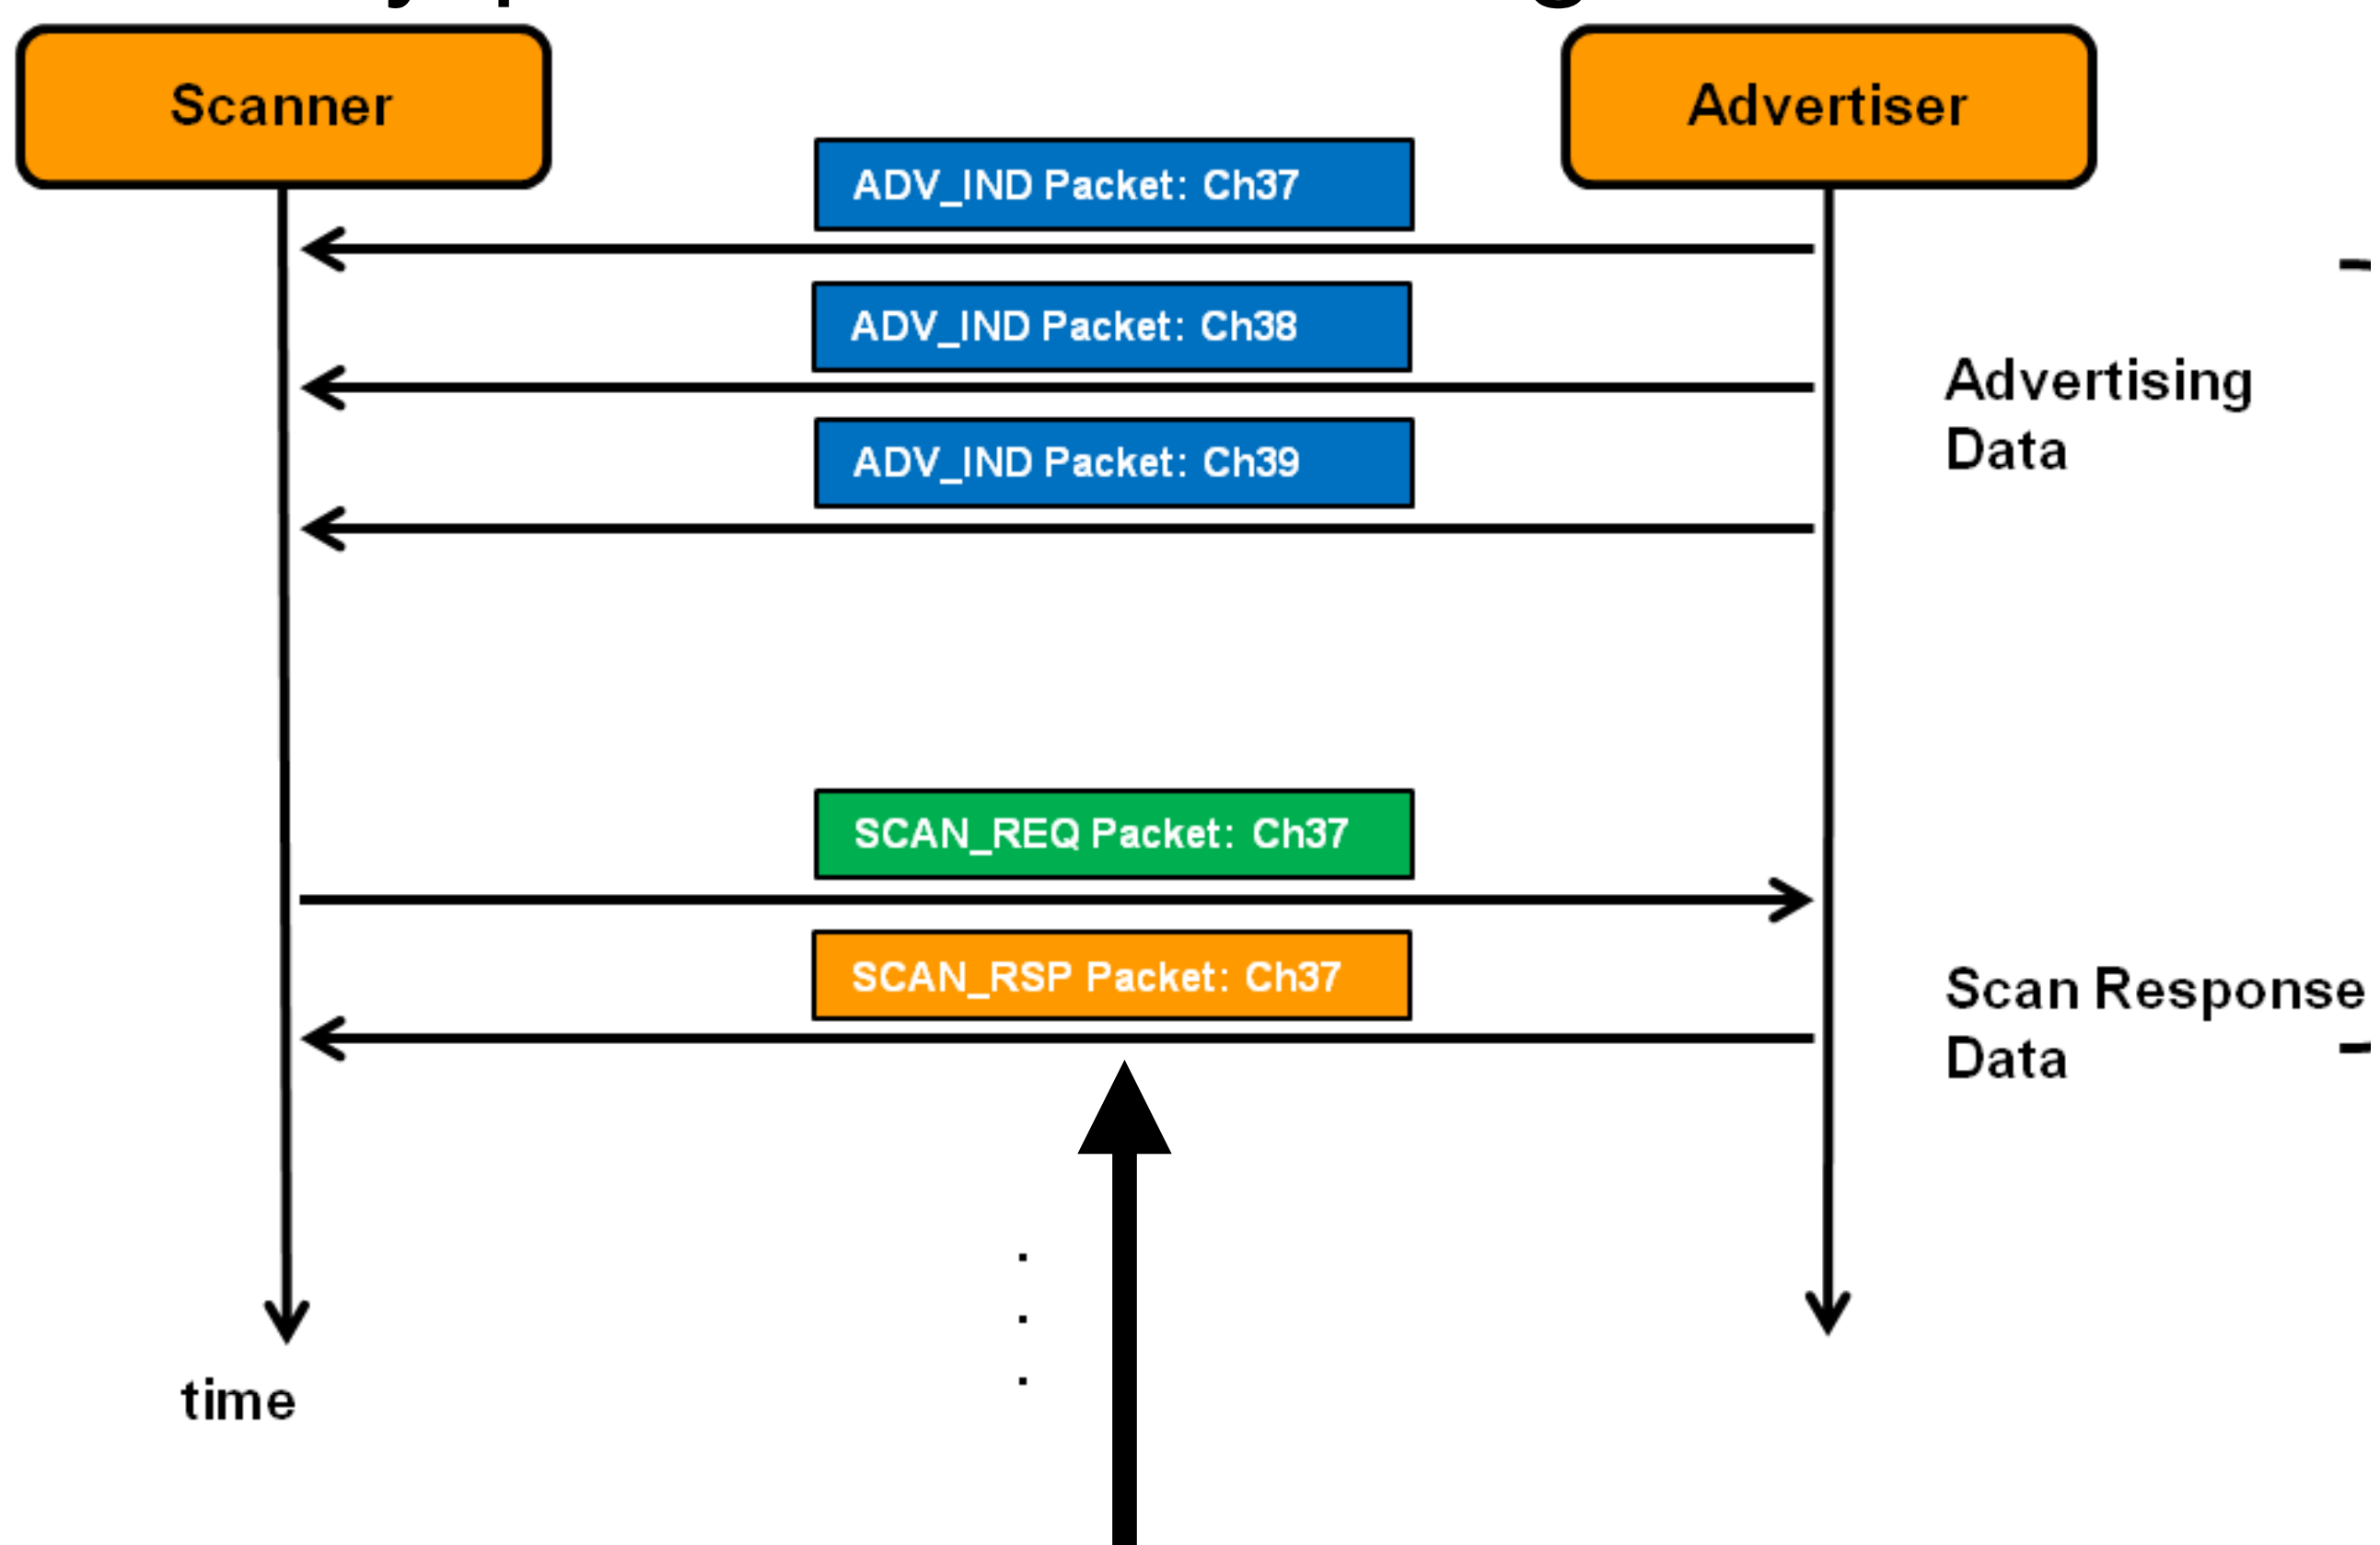 Scanner
Advertiser
ADV_IND Packet: Ch37
ADV_IND Packet: Ch38
Advertising
Data
ADV_IND Packet: Ch39
SCAN_REQ Packet: Ch37
SCAN_RSP Packet: Ch37
Scan Response
Data
.
.
.
time